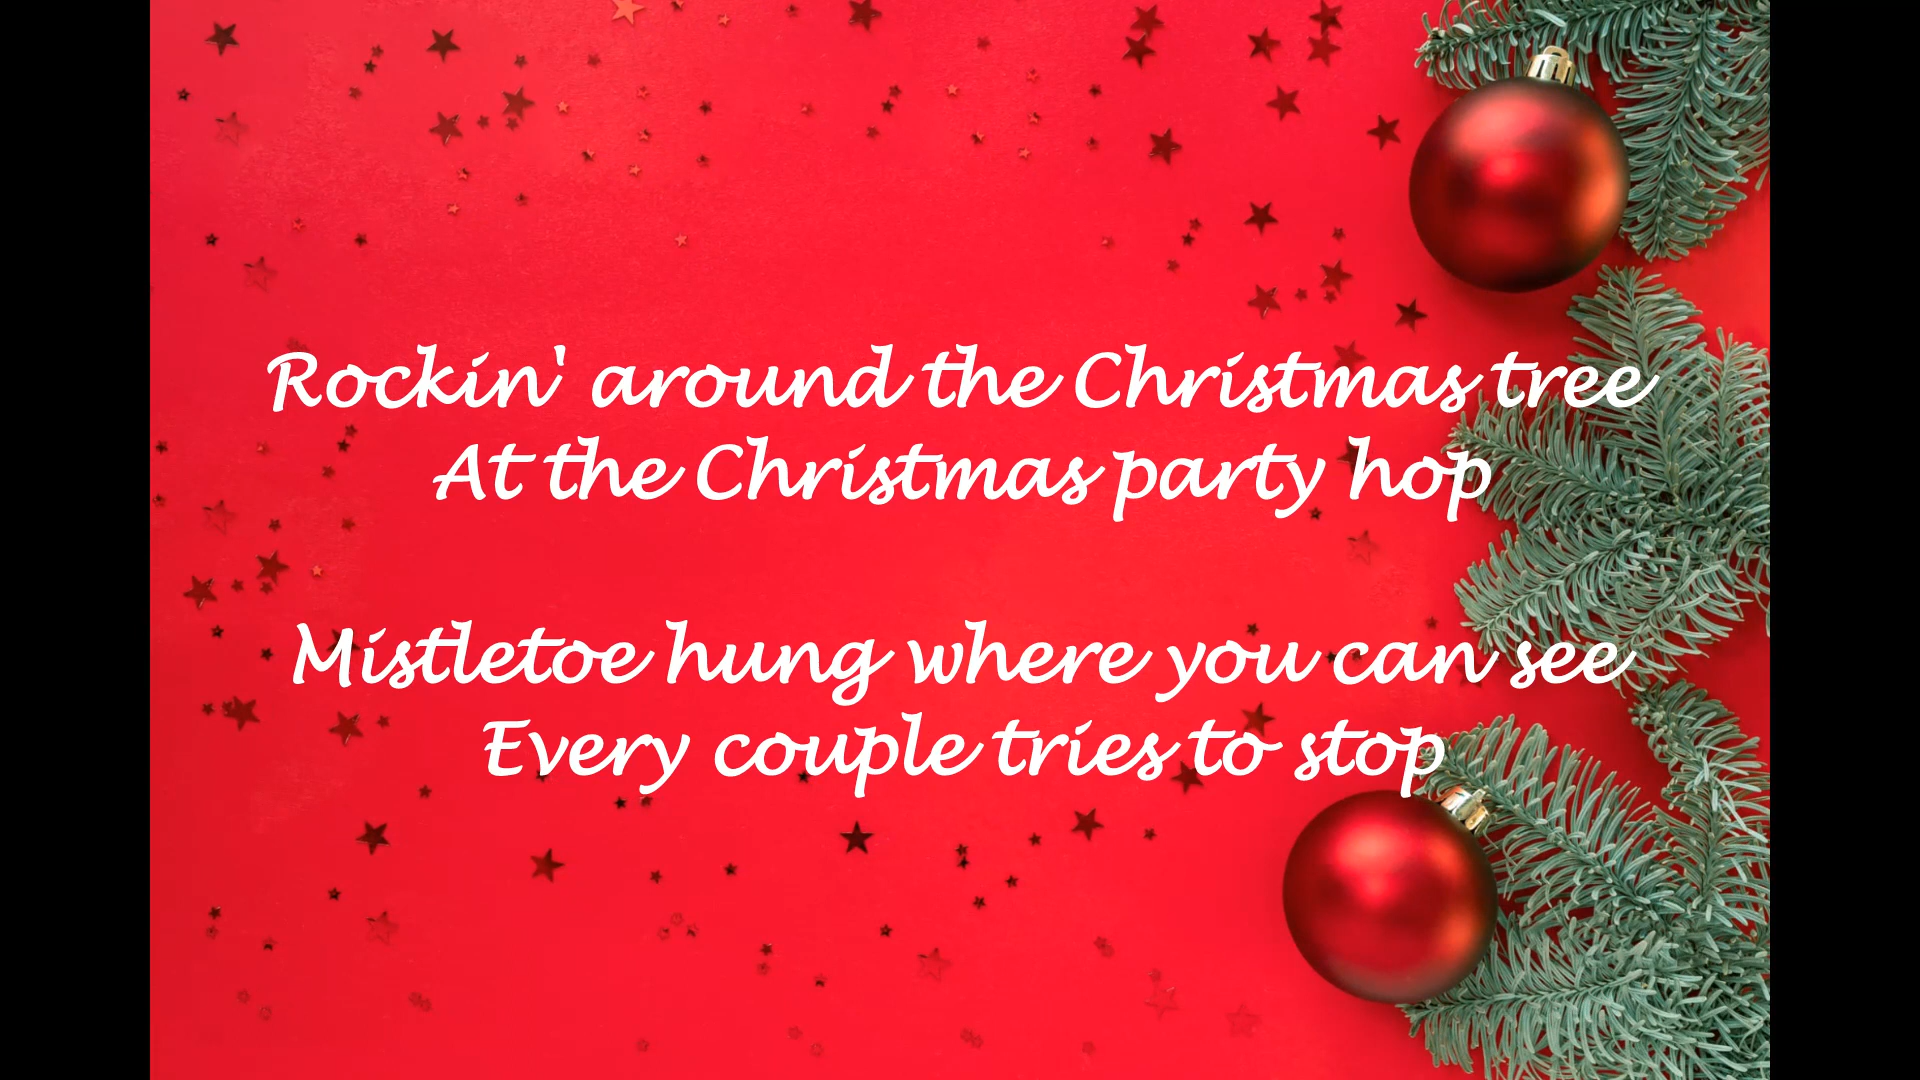 Rockin' around the Christmas tree
At the Christmas party hop
Mistletoe hung where you can see
Every couple tries to stop